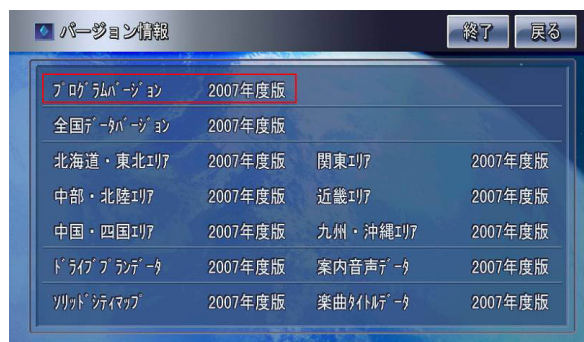 バージョン情報 終了 戻る
ﾌﾟﾛｸﾞﾗﾑﾊﾞｰｼﾞｮﾝ 2007年度版
全国ﾃﾞｰﾀﾊﾞｰｼﾞｮﾝ 2007年度版
北海道・東北ｴﾘｱ 2007年度版 関東ｴﾘｱ 2007年度版
中部・北陸ｴﾘｱ 2007年度版 近畿ｴﾘｱ 2007年度版
中国・四国ｴﾘｱ 2007年度版 九州・沖縄ｴﾘｱ 2007年度版
ﾄﾞﾗｲﾌﾞﾌﾟﾗﾝﾃﾞｰﾀ 2007年度版 案内音声ﾃﾞｰﾀ 2007年度版
ｿﾘｯﾄﾞｼﾃｨﾏｯﾌﾟ 2007年度版 楽曲ﾀｲﾄﾙﾃﾞｰﾀ 2007年度版